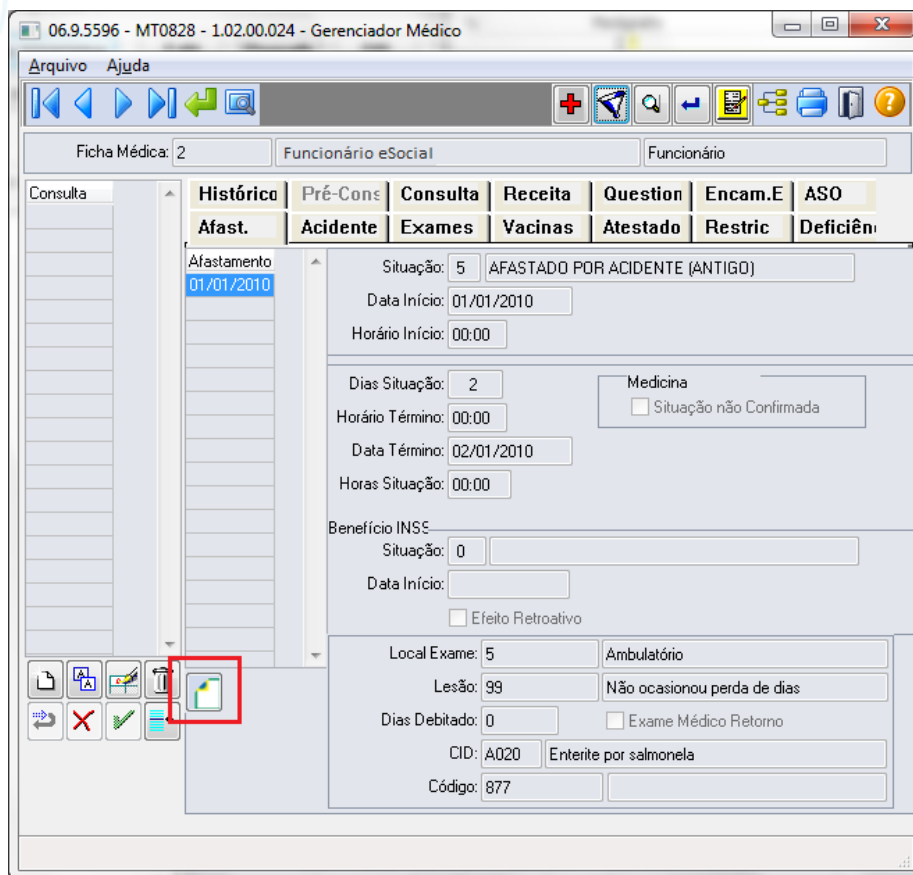 06.9.5596 - MT0828 - 1.02.00.024 - Gerenciador Médico
Arquivo Ajuda
Ficha Médica: 2 Funcionário eSocial Funcionário
Consulta
Histórico Pré-Cons Consulta Receita Question Encam.E ASO
Afast. Acidente Exames Vacinas Atestado Restric Deficiên
Afastamento
01/01/2010
Situação: 5 AFASTADO POR ACIDENTE (ANTIGO)
Data Início: 01/01/2010
Horário Início: 00:00
Dias Situação: 2
Medicina
Situação não Confirmada
Horário Término: 00:00
Data Término: 02/01/2010
Horas Situação: 00:00
Benefício INSS
Situação: 0
Data Início:
Efeito Retroativo
Local Exame: 5 Ambulatório
Lesão: 99 Não ocasionou perda de dias
Dias Debitado: 0 Exame Médico Retorno
CID: A020 Enterite por salmonela
Código: 877